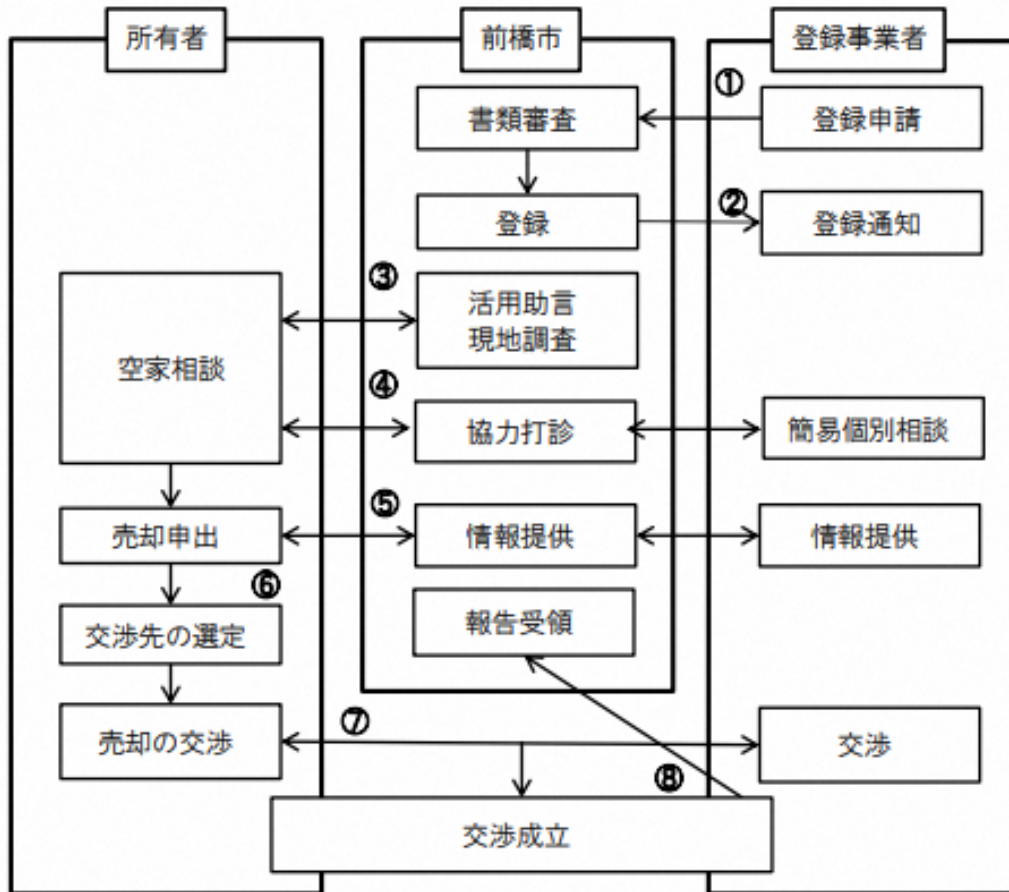 所有者
前橋市
登録事業者
①
書類審査
登録申請
登録
②
登録通知
空家相談
③
活用助言
現地調査
④
協力打診
簡易個別相談
売却申出
⑤
情報提供
情報提供
⑥
交渉先の選定
報告受領
売却の交渉
⑦
交渉
⑧
交渉成立